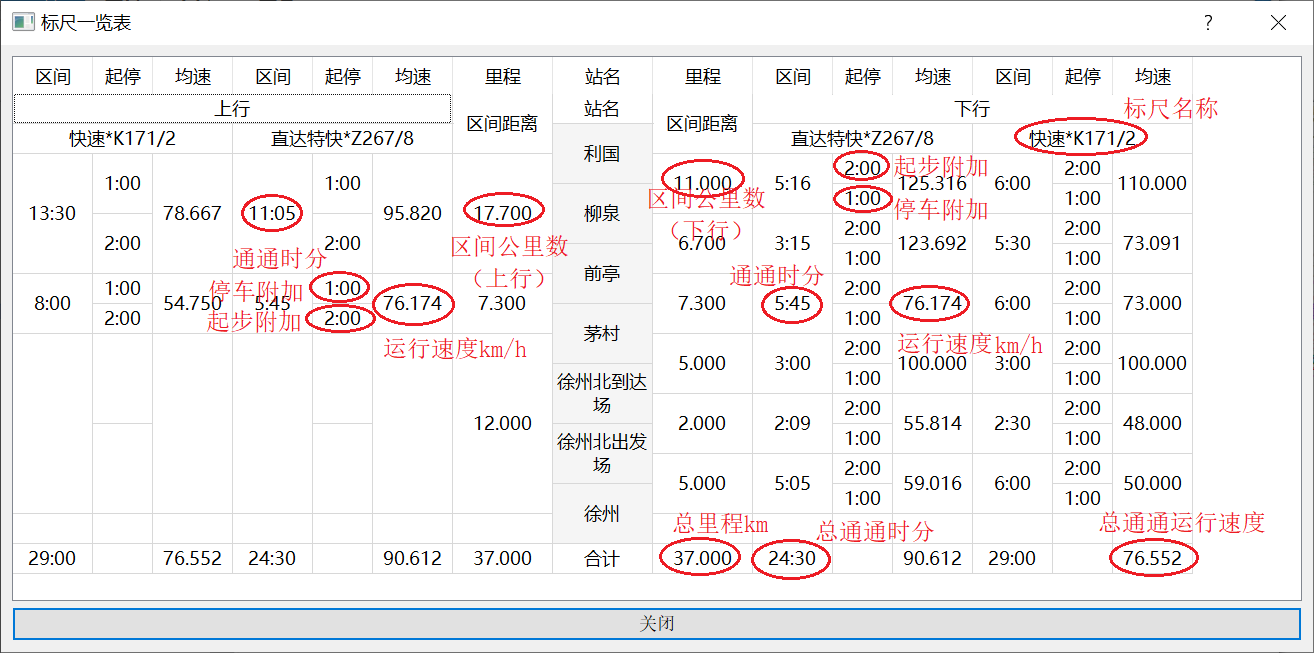 标尺一览表
?
区间 起停 均速 区间 起停 均速 里程 站名 里程 区间 起停 均速 区间 起停 均速
上行 区间距离 站名 区间距离 下行 标尺名称
快速*K171/2 直达特快*Z267/8 利国 直达特快*Z267/8 快速*K171/2
13:30 1:00 78.667 11:05 1:00 95.820 17.700 柳泉 11.000 5:16 2:00 起步附加 125.316 6:00 2:00 110.000
1:00 停车附加 1:00
2:00 2:00 区间公里数
(下行)
6.700 3:15 2:00 123.692 5:30 2:00 73.091
1:00 1:00
通通时分 区间公里数
(上行)
前亭 通通时分
8:00 1:00 54.750 停车附加 5:45 1:00 76.174 7.300 7.300 5:45 2:00 76.174 6:00 2:00 73.000
2:00 起步附加 2:00 茅村 1:00 1:00
运行速度km/h 运行速度km/h
5.000 3:00 2:00 100.000 3:00 2:00 100.000
1:00 1:00
徐州北到达
场
12.000 2.000 2:09 2:00 55.814 2:30 2:00 48.000
1:00 1:00
徐州北出发
场
5.000 5:05 2:00 59.016 6:00 2:00 50.000
1:00 1:00
徐州 总里程km 总通通时分 总通通运行速度
29:00 76.552 24:30 90.612 37.000 合计 37.000 24:30 90.612 29:00 76.552
关闭